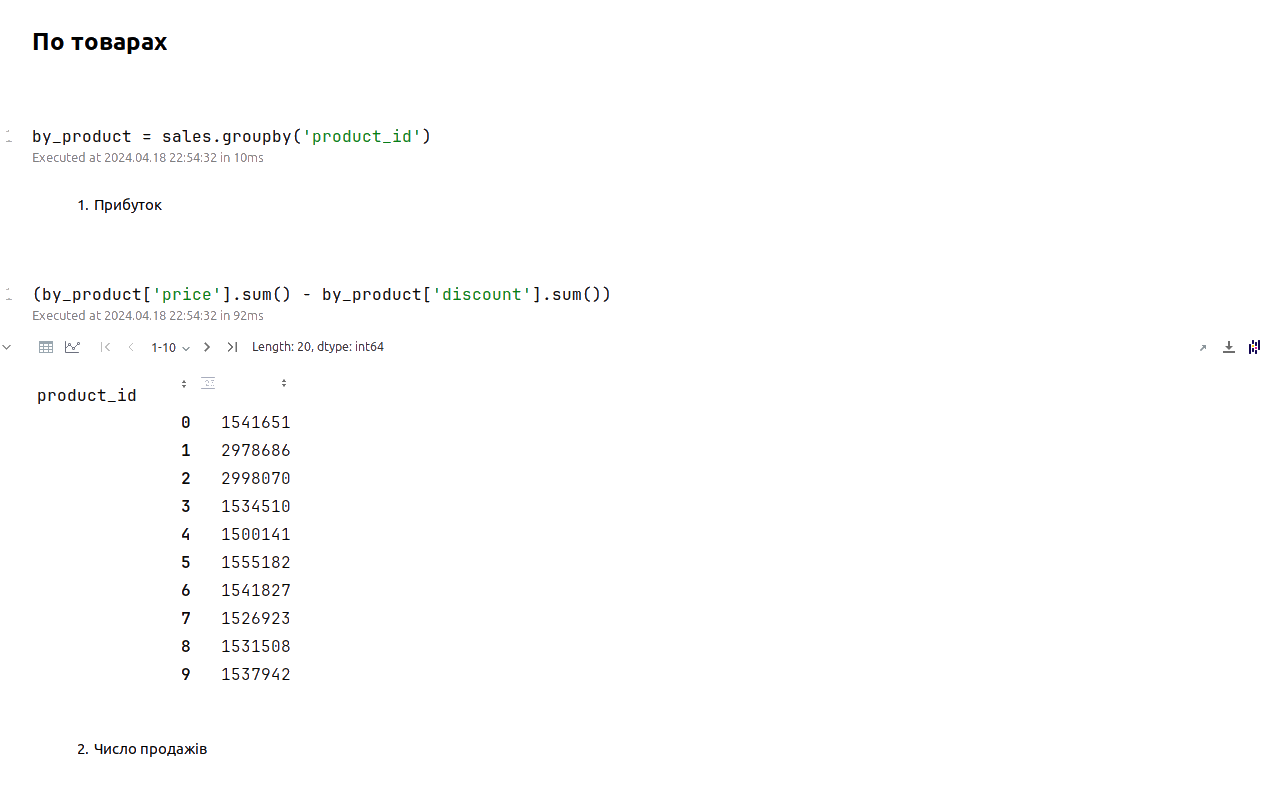 По товарах
by_product = sales.groupby('product_id')
Executed at 2024.04.18 22:54:32 in 10ms
1. Прибуток
(by_product['price'].sum() - by_product['discount'].sum())
Executed at 2024.04.18 22:54:32 in 92ms
1-10 Length: 20, dtype: int64
product_id
0 1541651
1 2978686
2 2998070
3 1534510
4 1500141
5 1555182
6 1541827
7 1526923
8 1531508
9 1537942
2. Число продажів